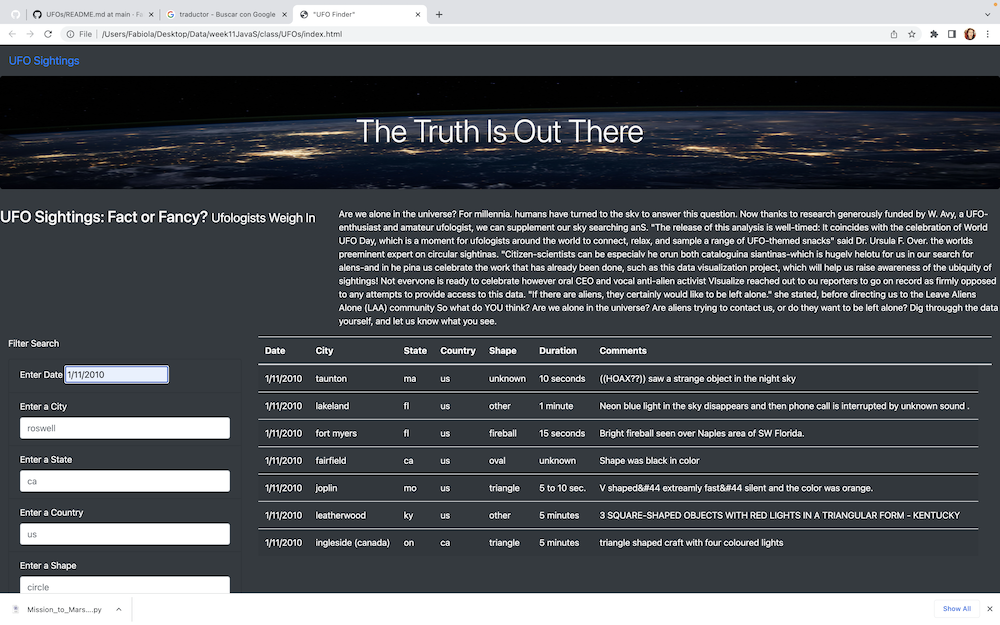 UFOs/README.md at main · Fa
traductor - Buscar con Google
"UFO Finder"
File | /Users/Fabiola/Desktop/Data/week11JavaS/class/UFOs/index.html
UFO Sightings
The Truth Is Out There
UFO Sightings: Fact or Fancy? Ufologists Weigh In
Are we alone in the universe? For millennia. humans have turned to the skv to answer this question. Now thanks to research generously funded by W. Avy, a UFO-
enthusiast and amateur ufologist, we can supplement our sky searching anS. "The release of this analysis is well-timed: It coincides with the celebration of World
UFO Day, which is a moment for ufologists around the world to connect, relax, and sample a range of UFO-themed snacks" said Dr. Ursula F. Over. the worlds
preeminent expert on circular sightinas. "Citizen-scientists can be especialv he orun both cataloguina siantinas-which is hugelv helotu for us in our search for
aliens-and in he pina us celebrate the work that has already been done, such as this data visualization project, which will help us raise awareness of the ubiquity of
sightings! Not everyone is ready to celebrate however oral CEO and vocal anti-alien activist VIsualize reached out to ou reporters to go on record as firmly opposed
to any attempts to provide access to this data. "If there are aliens, they certainly would like to be left alone." she stated, before directing us to the Leave Aliens
Alone (LAA) community So what do YOU think? Are we alone in the universe? Are aliens trying to contact us, or do they want to be left alone? Dig througgh the data
yourself, and let us know what you see.
Filter Search
Enter Date 1/11/2010
Enter a City
roswell
Enter a State
ca
Enter a Country
us
Enter a Shape
circle
Date City State Country Shape Duration Comments
1/11/2010 taunton ma us unknown 10 seconds ((HOAX??)) saw a strange object in the night sky
1/11/2010 lakeland fl us other 1 minute Neon blue light in the sky disappears and then phone call is interrupted by unknown sound .
1/11/2010 fort myers fl us fireball 15 seconds Bright fireball seen over Naples area of SW Florida.
1/11/2010 fairfield ca us oval unknown Shape was black in color
1/11/2010 joplin mo us triangle 5 to 10 sec. V shaped&#44 extreamly fast&#44 silent and the color was orange.
1/11/2010 leatherwood ky us other 5 minutes 3 SQUARE-SHAPED OBJECTS WITH RED LIGHTS IN A TRIANGULAR FORM - KENTUCKY
1/11/2010 ingleside (canada) on ca triangle 5 minutes triangle shaped craft with four coloured lights
Mission_to_Mars....py
Show All